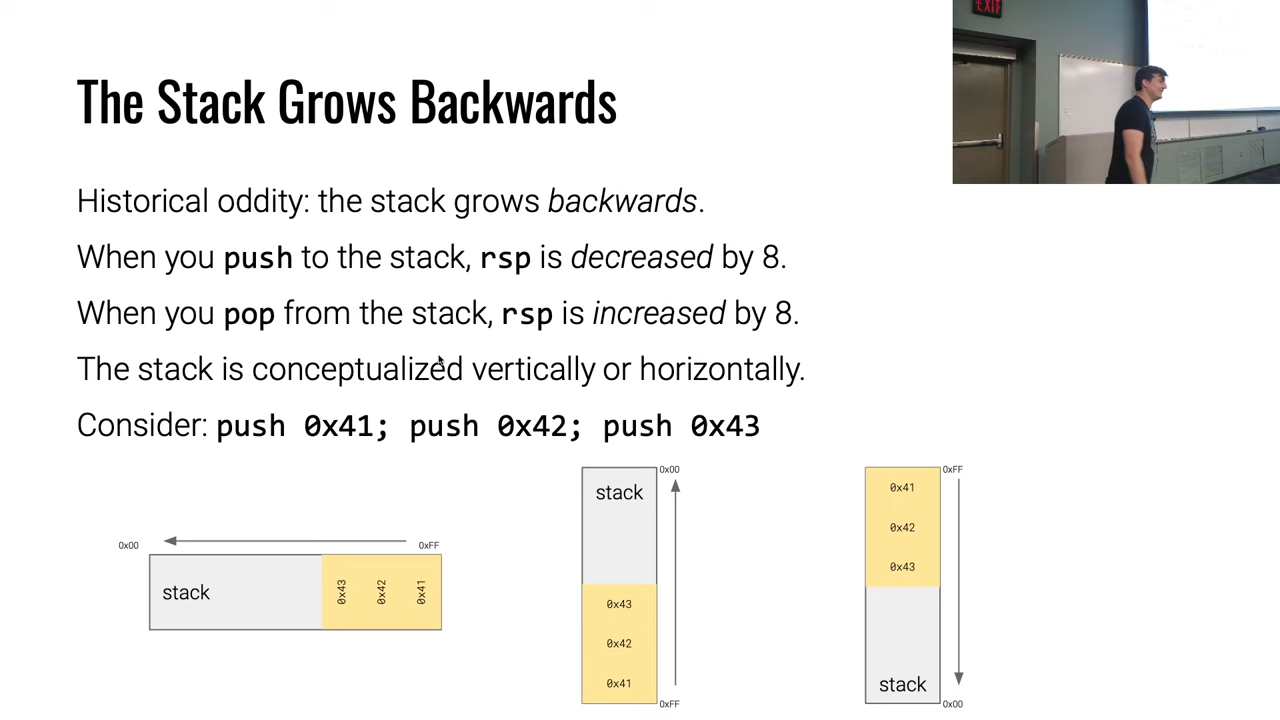 EXIT
The Stack Grows Backwards
Historical oddity: the stack grows backwards.
When you push to the stack, rsp is decreased by 8.
When you pop from the stack, rsp is increased by 8.
The stack is conceptualized vertically or horizontally.
Consider: push 0x41; push 0x42; push 0x43
0x00
0xFF
stack
0x43
0x42
0x41
0x00
stack
0x43
0x42
0x41
0xFF
0xFF
0x41
0x42
0x43
stack
0x00